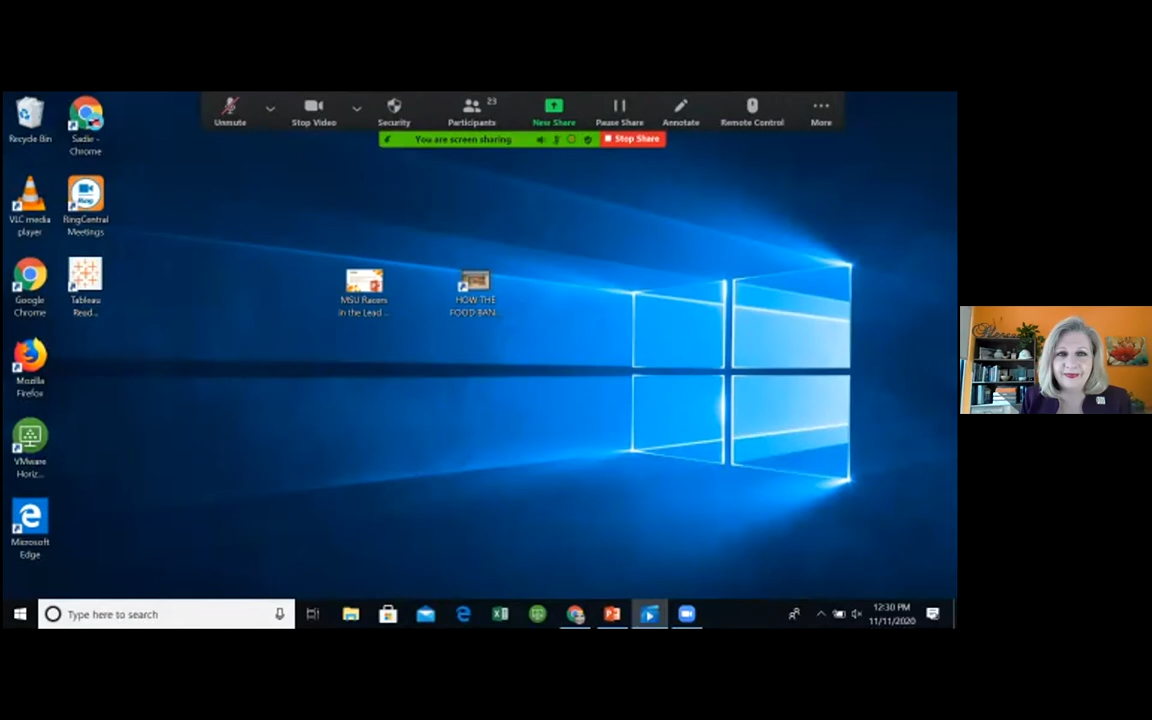 Unmute
Stop Video
Security
Participants
23
New Share
Pause Share
Annotate
Remote Control
More
You are screen sharing
Stop Share
Recycle Bin
Sadie -
Chrome
VLC media
player
RingCentral
Meetings
Google
Chrome
Tableau
Read...
MSU Racers
in the Lead ...
HOW THE
FOOD BAN...
Mozilla
Firefox
VMware
Horiz...
Microsoft
Edge
Type here to search
12:30 PM
11/11/2020